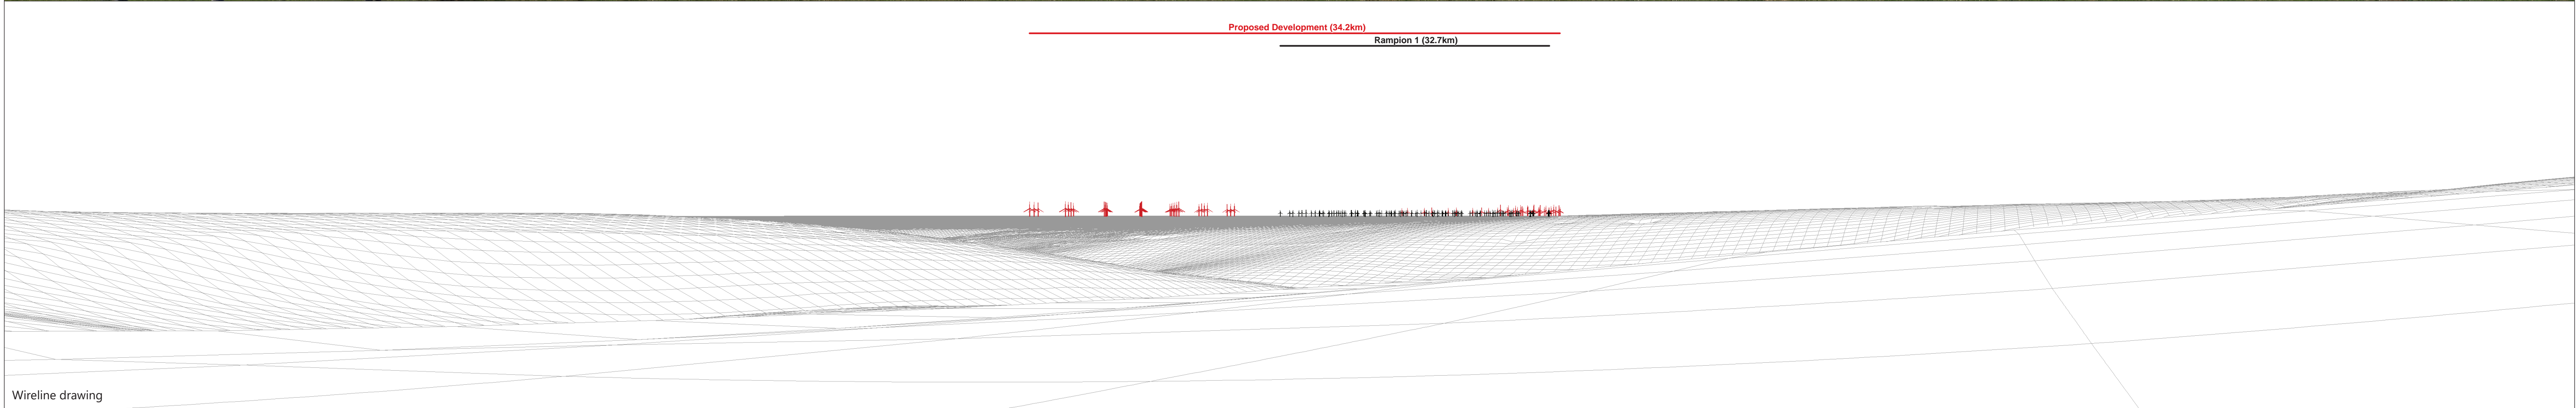 Proposed Development (34.2km)
Rampion 1 (32.7km)
Wireline drawing